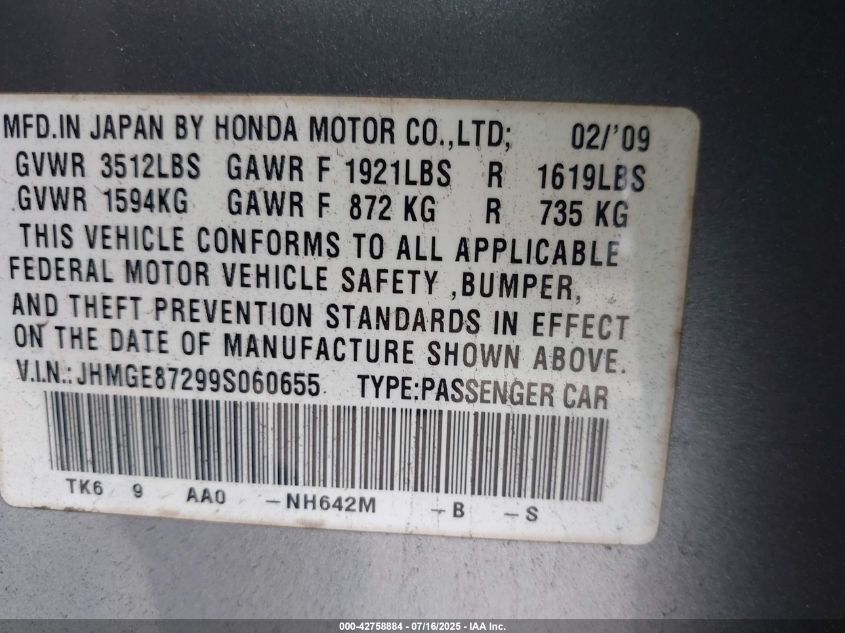 MFD.IN JAPAN BY HONDA MOTOR CO.,LTD; 02/'09
GVWR 3512LBS GAWR F 1921LBS R 1619LBS
GVWR 1594KG GAWR F 872 KG R 735 KG
THIS VEHICLE CONFORMS TO ALL APPLICABLE
FEDERAL MOTOR VEHICLE SAFETY ,BUMPER,
AND THEFT PREVENTION STANDARDS IN EFFECT
ON THE DATE OF MANUFACTURE SHOWN ABOVE.
V.I.N.: JHMGE87299S060655 TYPE:PASSENGER CAR
TK6 9 AA0 -NH642M -B -S
000-42758884 - 07/16/2025 - IAA Inc.